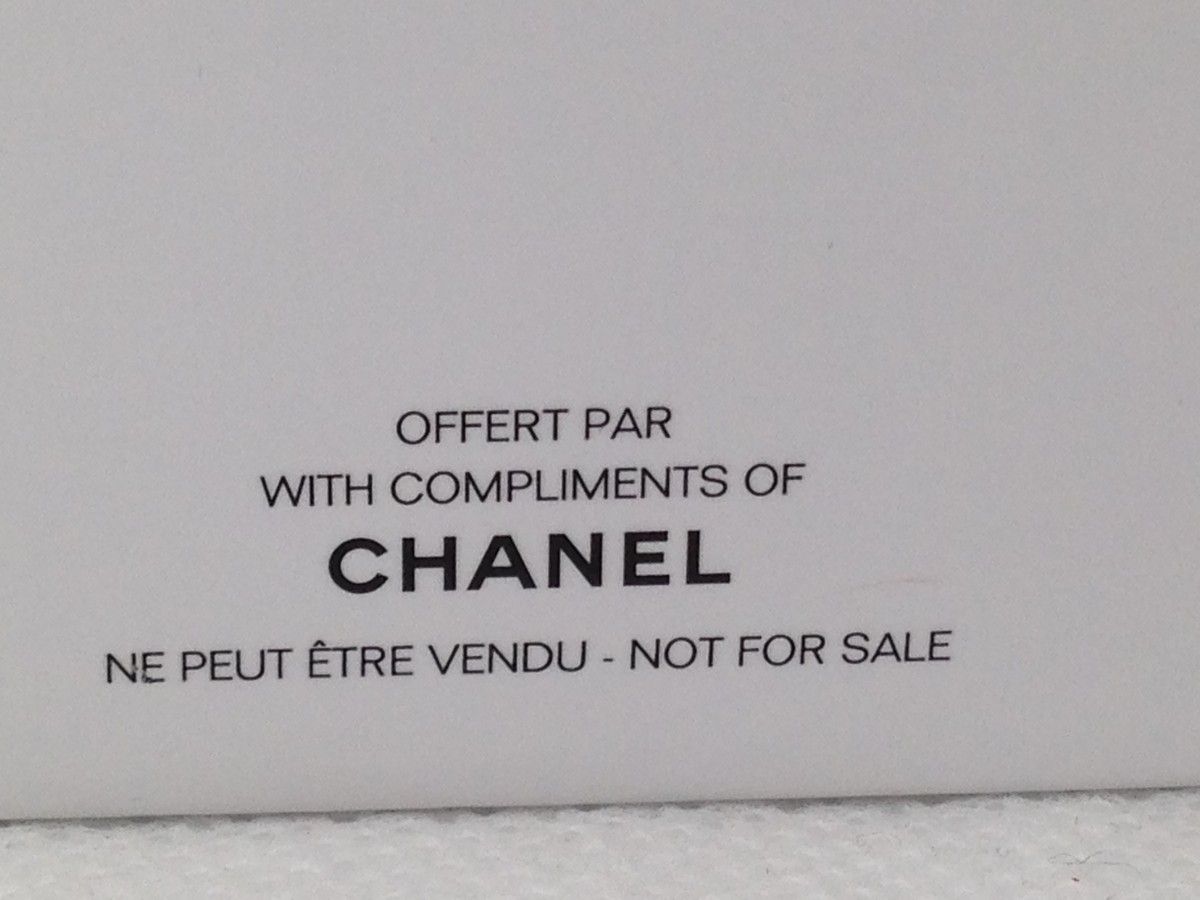 OFFERT PAR
WITH COMPLIMENTS OF
CHANEL
NE PEUT ÊTRE VENDU - NOT FOR SALE